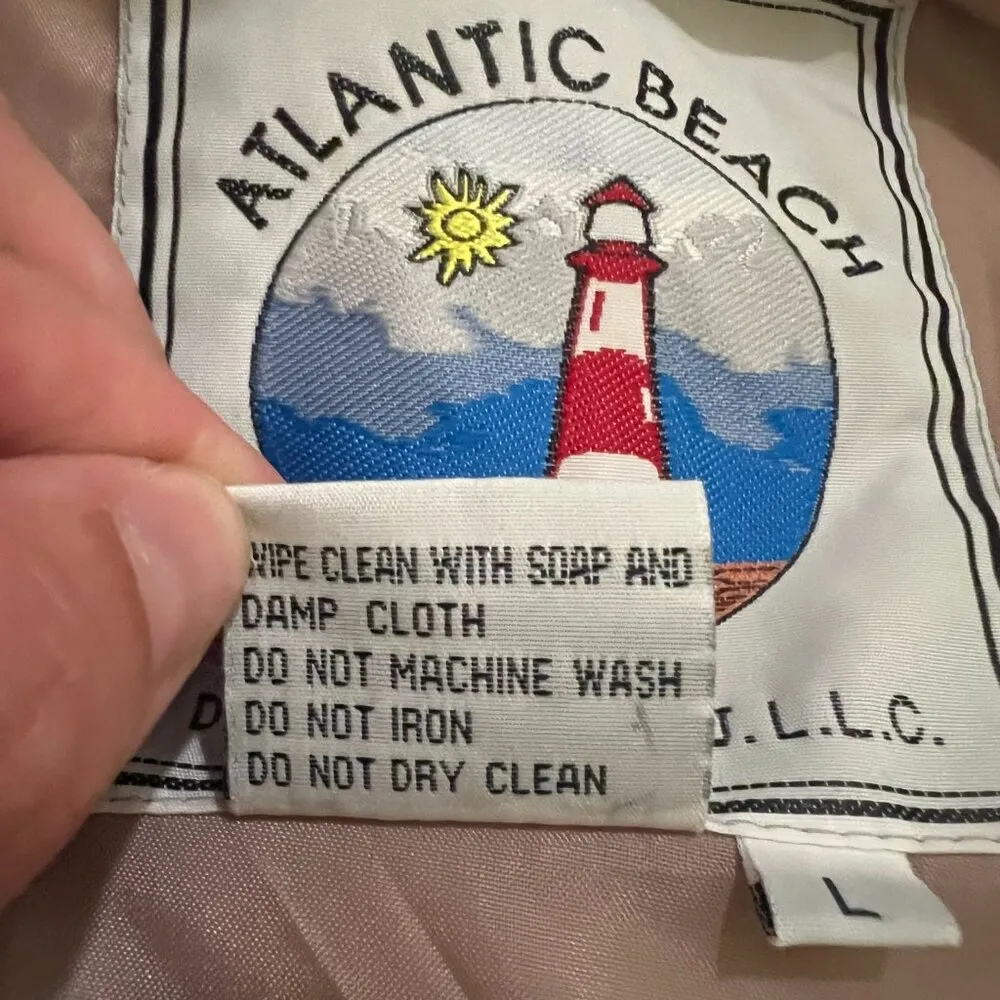 ATLANTIC BEACH
WIPE CLEAN WITH SOAP AND
DAMP CLOTH
DO NOT MACHINE WASH
DO NOT IRON
DO NOT DRY CLEAN
J. L.L.C.
L